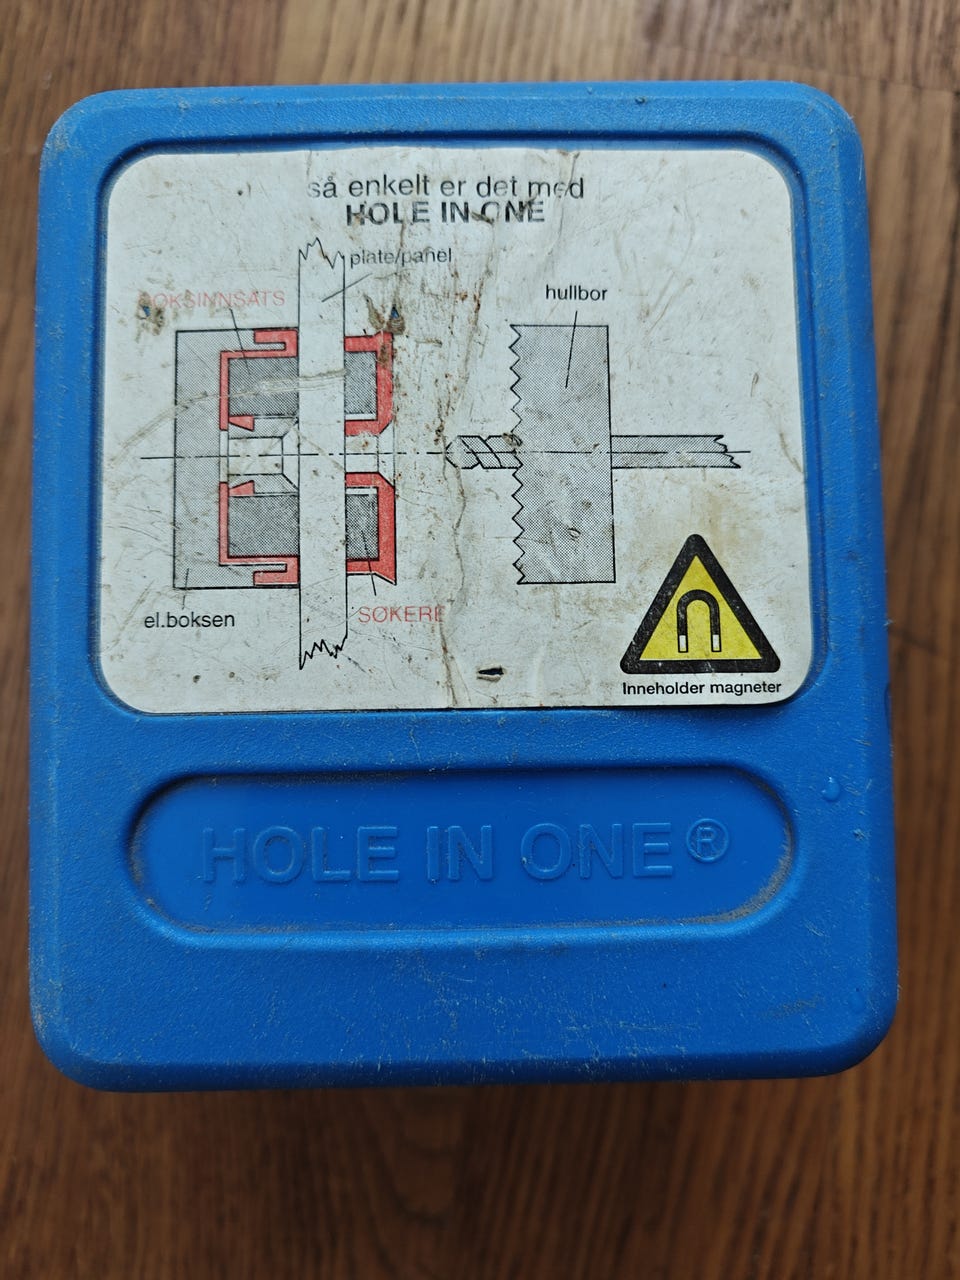 så enkelt er det med
HOLE IN ONE
plate/panel
BOKSINNSATS
hullbor
el.boksen
SØKERE
Inneholder magneter
HOLE IN ONE®